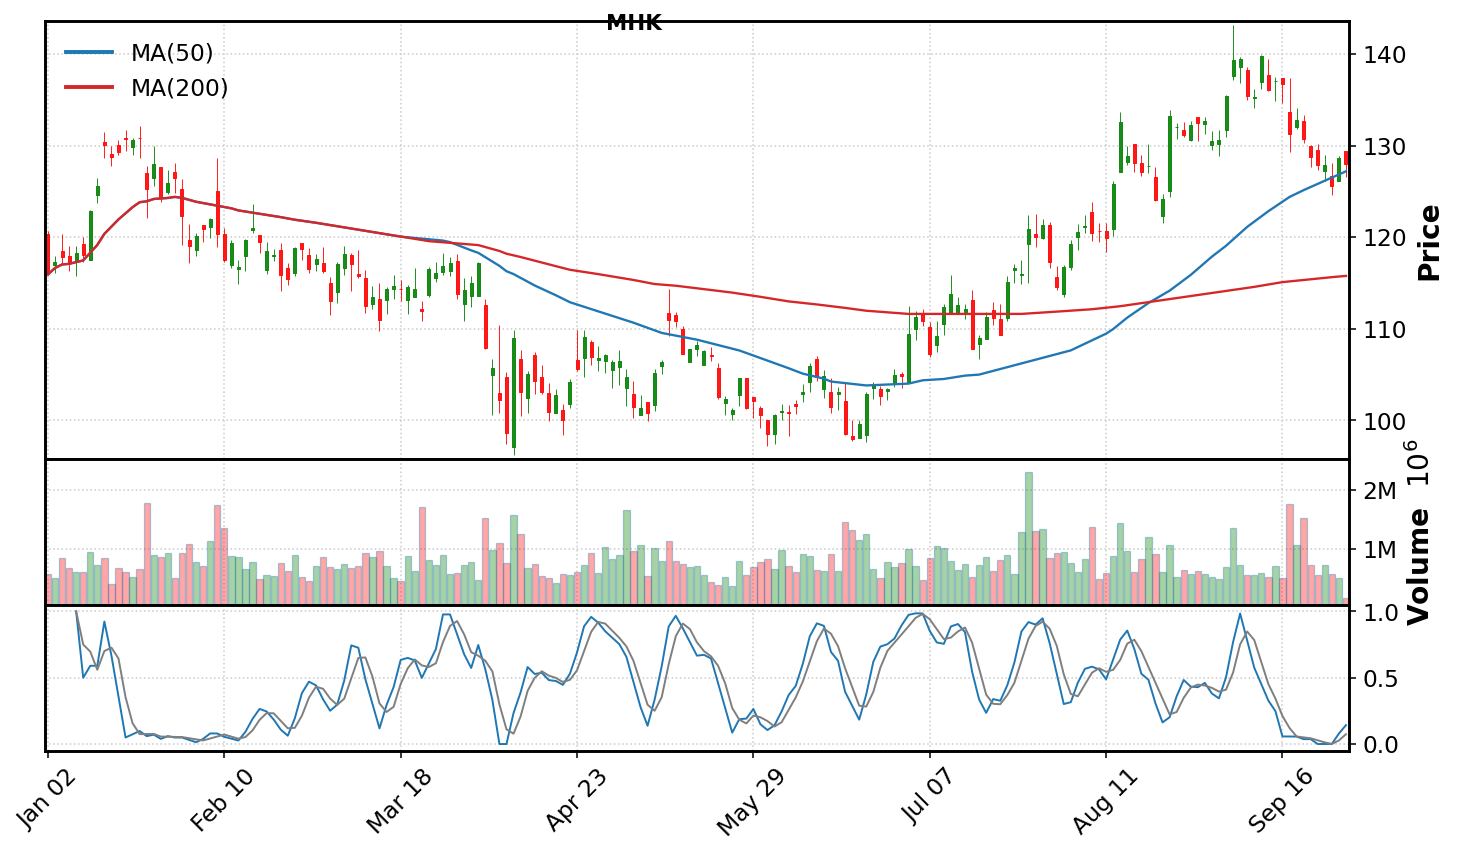 MHK
MA(50)
MA(200)
140
130
120
110
100
Price
2M
1M
Volume 10^6
1.0
0.5
0.0
Jan 02
Feb 10
Mar 18
Apr 23
May 29
Jul 07
Aug 11
Sep 16